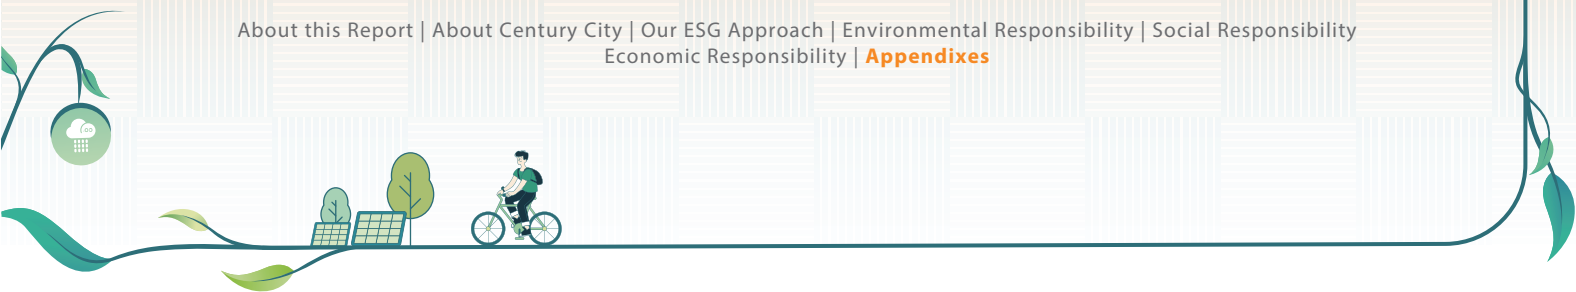 About this Report | About Century City | Our ESG Approach | Environmental Responsibility | Social Responsibility
Economic Responsibility | Appendixes